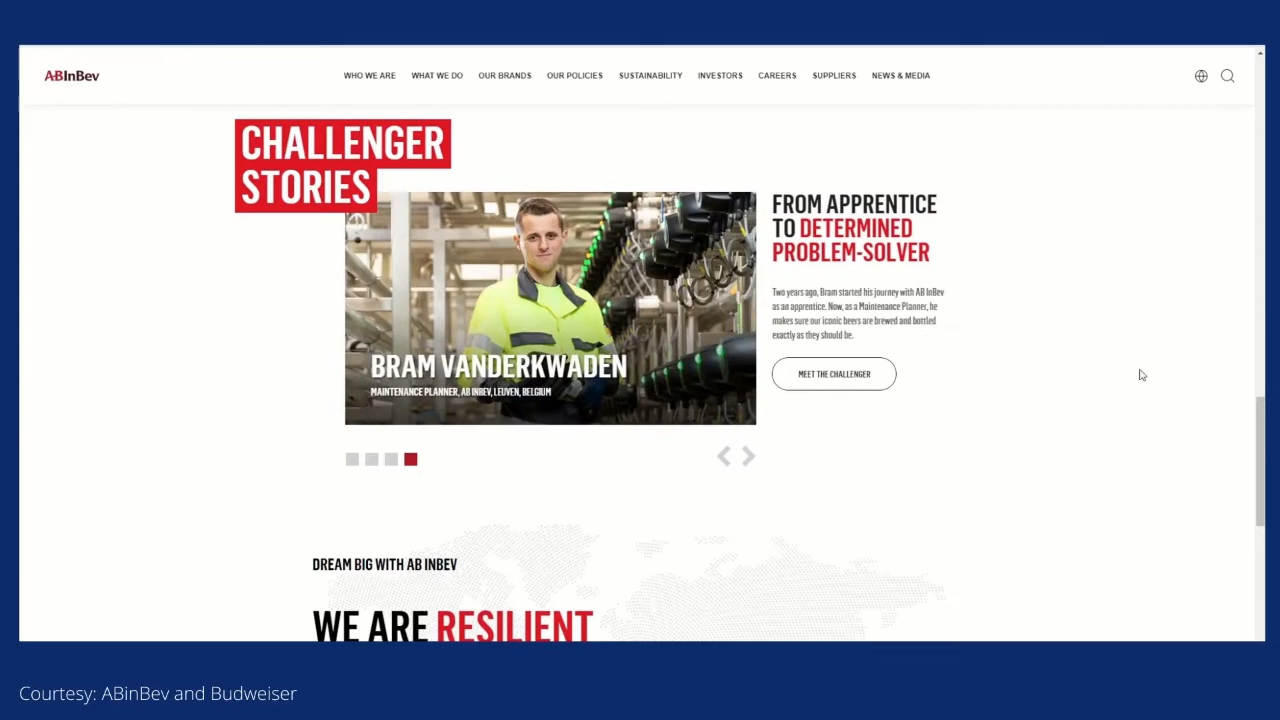 ABInBev
WHO WE ARE WHAT WE DO OUR BRANDS OUR POLICIES SUSTAINABILITY INVESTORS CAREERS SUPPLIERS NEWS & MEDIA
CHALLENGER
STORIES
BRAM VANDERKWADEN
MAINTENANCE PLANNER, AB INBEV, LEUVEN, BELGIUM
FROM APPRENTICE
TO DETERMINED
PROBLEM-SOLVER
Two years ago, Bram started his journey with AB InBev
as an apprentice. Now, as a Maintenance Planner, he
makes sure our iconic beers are brewed and bottled
exactly as they should be.
MEET THE CHALLENGER
DREAM BIG WITH AB INBEV
WE ARE RESILIENT
Courtesy: ABinBev and Budweiser